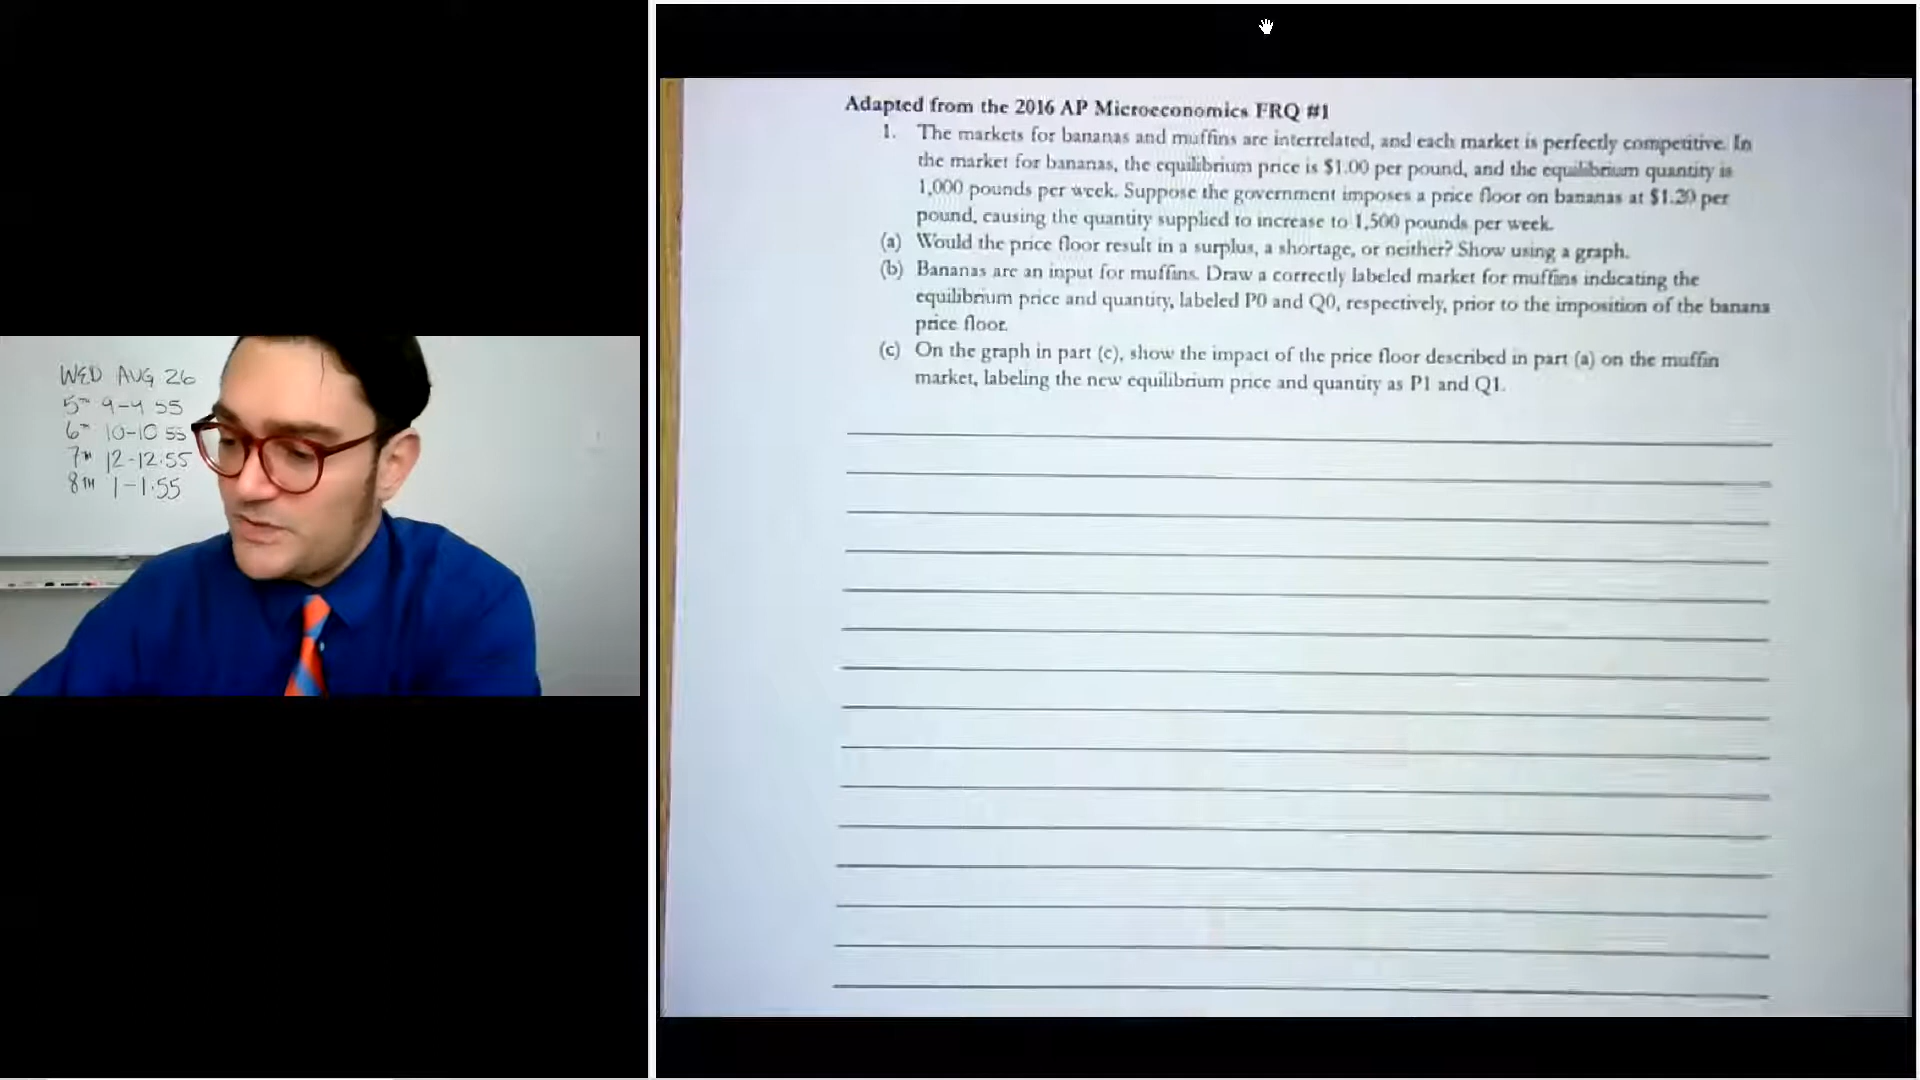 Adapted from the 2016 AP Microeconomics FRQ #1
1. The markets for bananas and muffins are interrelated, and each market is perfectly competitive. In
the market for bananas, the equilibrium price is $1.00 per pound, and the equilibrium quantity is
1,000 pounds per week. Suppose the government imposes a price floor on bananas at $1.20 per
pound, causing the quantity supplied to increase to 1,500 pounds per week.
(a) Would the price floor result in a surplus, a shortage, or neither? Show using a graph.
(b) Bananas are an input for muffins. Draw a correctly labeled market for muffins indicating the
equilibrium price and quantity, labeled P0 and Q0, respectively, prior to the imposition of the banana
price floor.
(c) On the graph in part (c), show the impact of the price floor described in part (a) on the muffin
market, labeling the new equilibrium price and quantity as P1 and Q1.
WED AUG 26
5TH 9-9 55
6TH 10-10 55
7TH 12-12:55
8TH 1-1:55